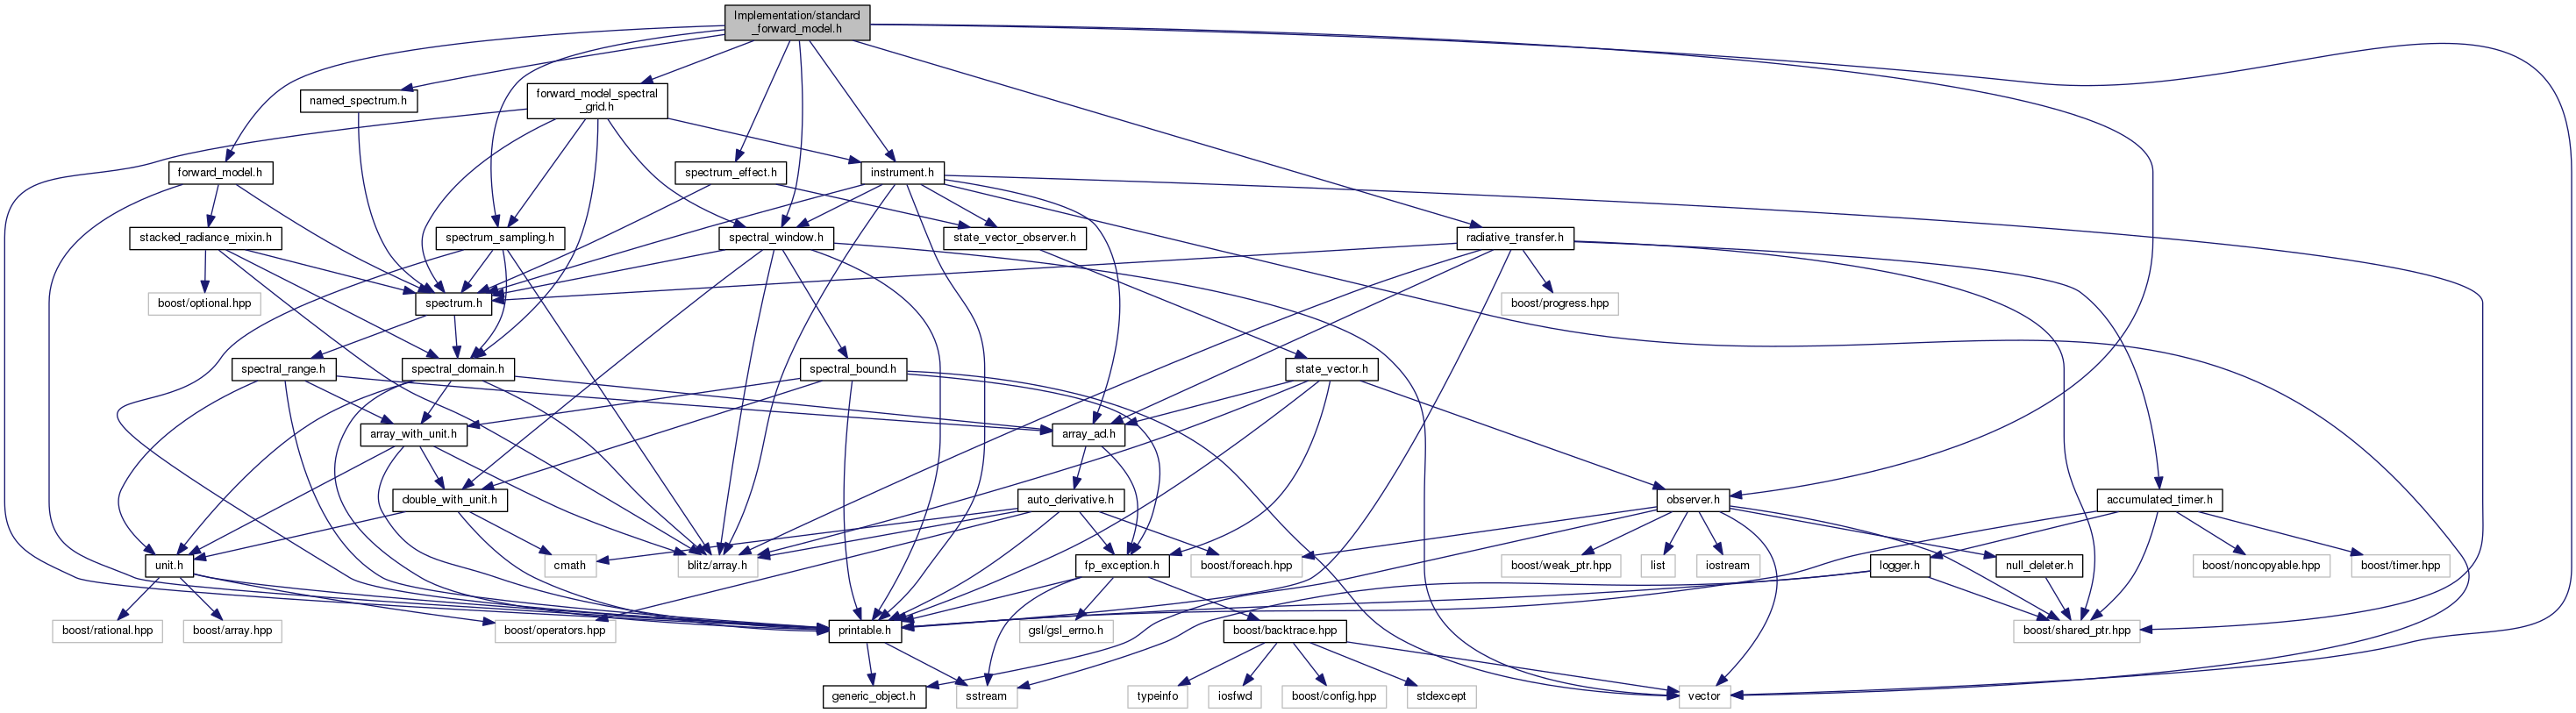 Implementation/standard
_forward_model.h
forward_model_spectral
_grid.h
named_spectrum.h
forward_model.h
spectrum_effect.h
instrument.h
stacked_radiance_mixin.h
spectrum_sampling.h
spectral_window.h
state_vector_observer.h
radiative_transfer.h
boost/optional.hpp
spectrum.h
boost/progress.hpp
spectral_range.h
spectral_domain.h
spectral_bound.h
state_vector.h
array_with_unit.h
array_ad.h
double_with_unit.h
auto_derivative.h
observer.h
accumulated_timer.h
unit.h
cmath
blitz/array.h
fp_exception.h
boost/foreach.hpp
boost/weak_ptr.hpp
list
iostream
logger.h
null_deleter.h
boost/noncopyable.hpp
boost/timer.hpp
boost/rational.hpp
boost/array.hpp
boost/operators.hpp
printable.h
gsl/gsl_errno.h
boost/backtrace.hpp
boost/shared_ptr.hpp
generic_object.h
sstream
typeinfo
iosfwd
boost/config.hpp
stdexcept
vector